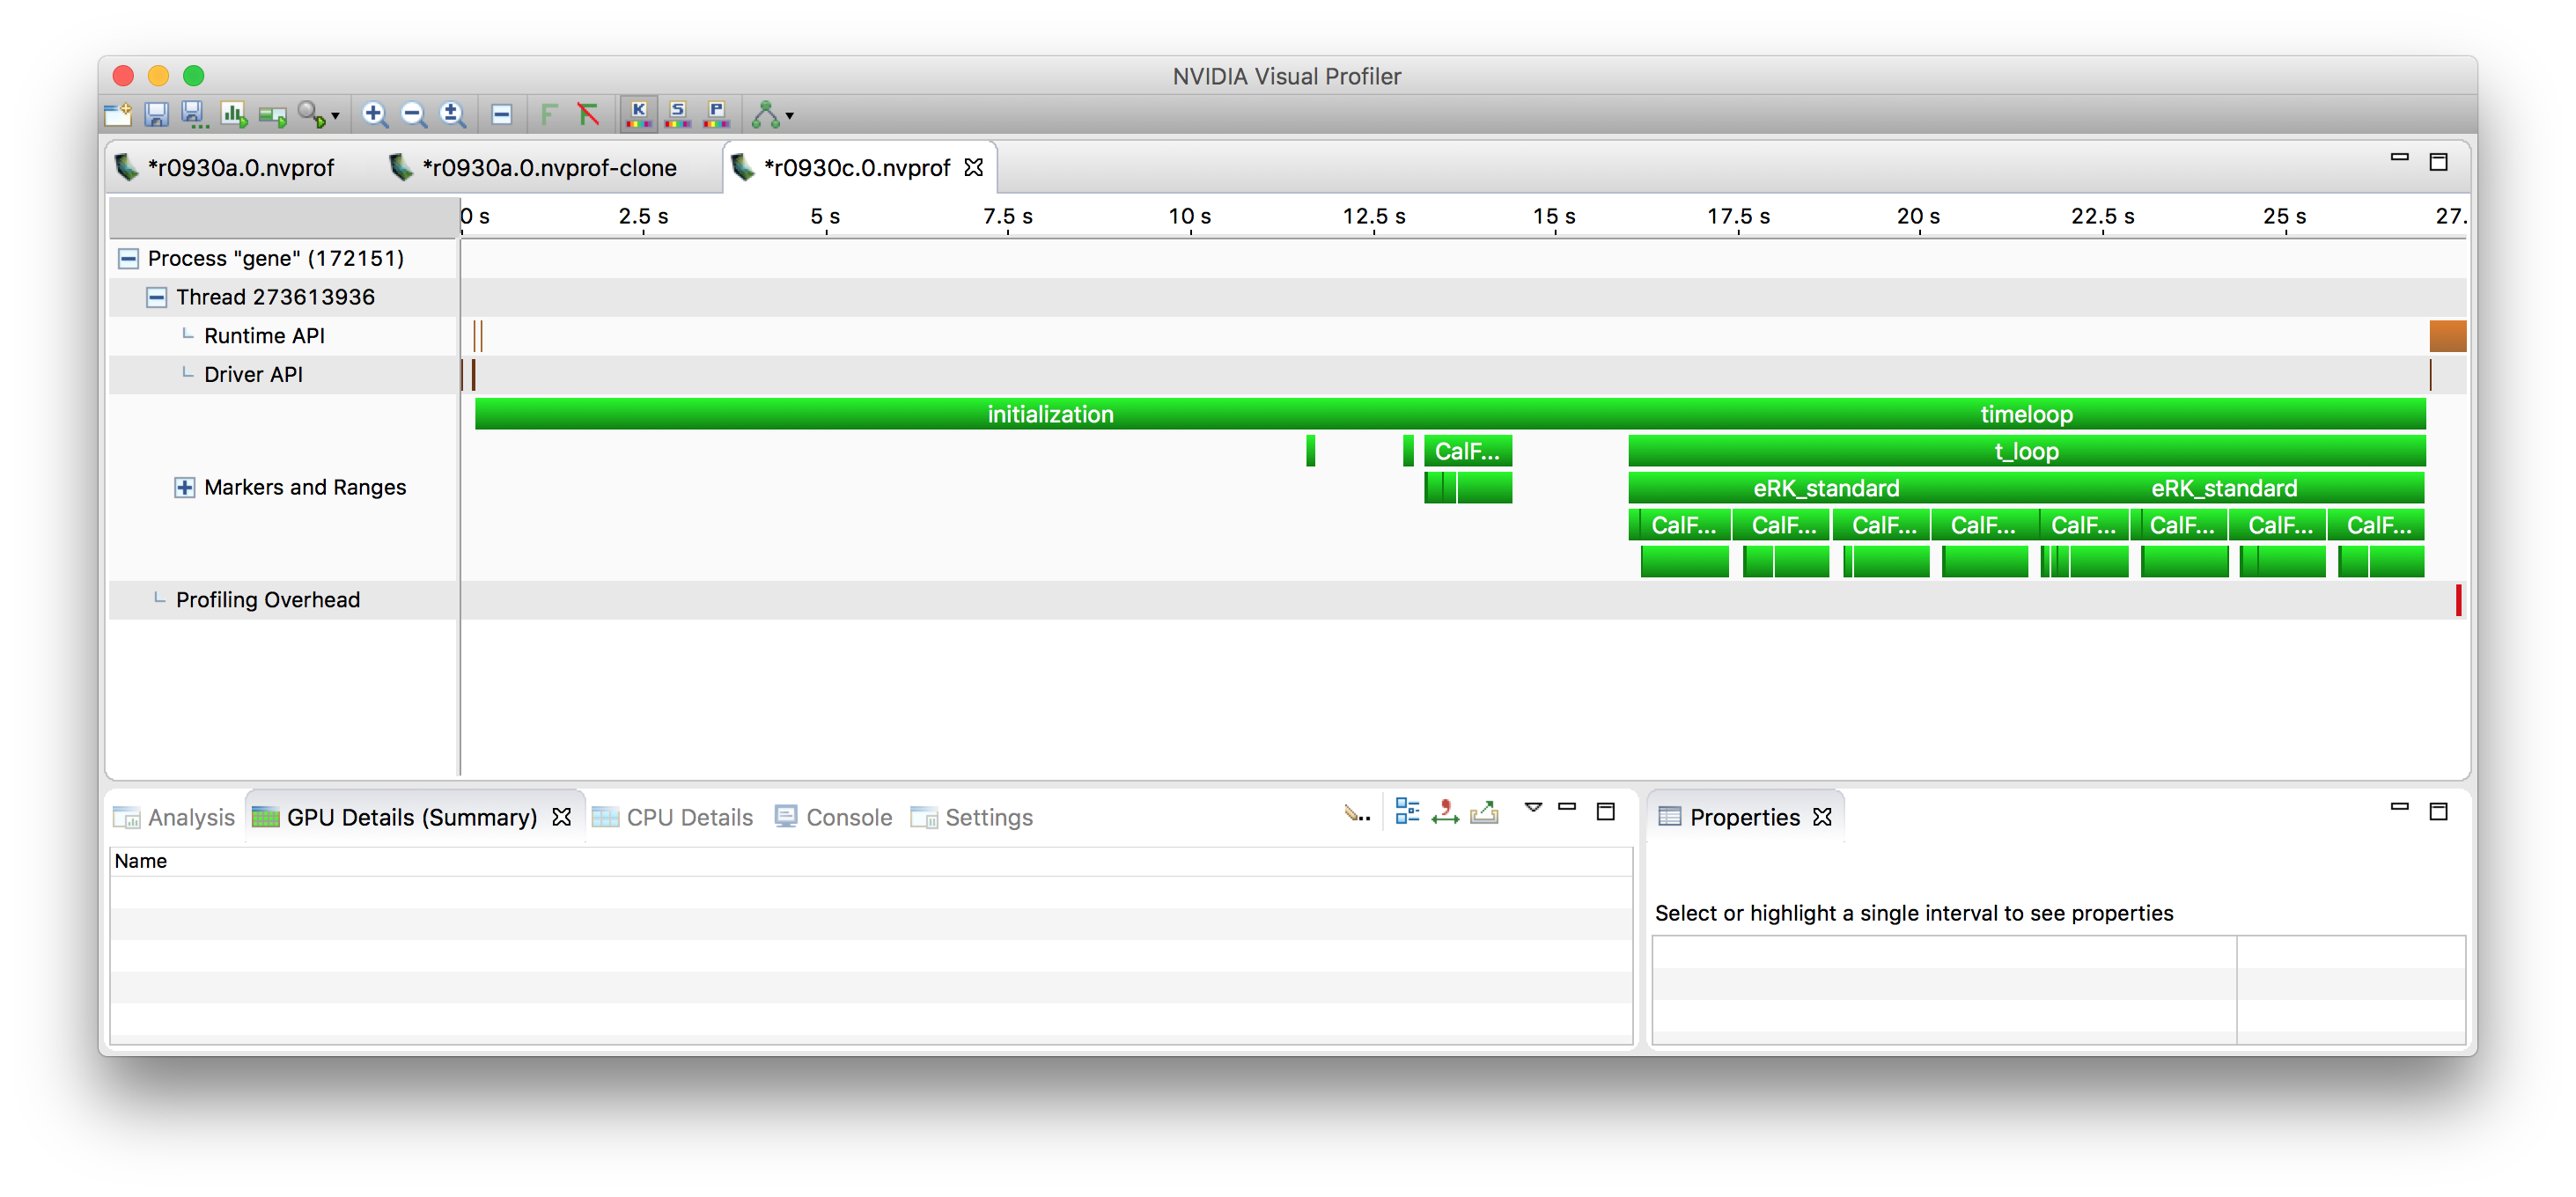 NVIDIA Visual Profiler
F F K S P
*r0930a.0.nvprof *r0930a.0.nvprof-clone *r0930c.0.nvprof
0 s 2.5 s 5 s 7.5 s 10 s 12.5 s 15 s 17.5 s 20 s 22.5 s 25 s 27.
Process "gene" (172151)
Thread 273613936
Runtime API
Driver API
initialization timeloop
CalF... t_loop
Markers and Ranges eRK_standard eRK_standard
CalF... CalF... CalF... CalF... CalF... CalF... CalF... CalF...
Profiling Overhead
Analysis GPU Details (Summary) CPU Details Console Settings
Name
Properties
Select or highlight a single interval to see properties